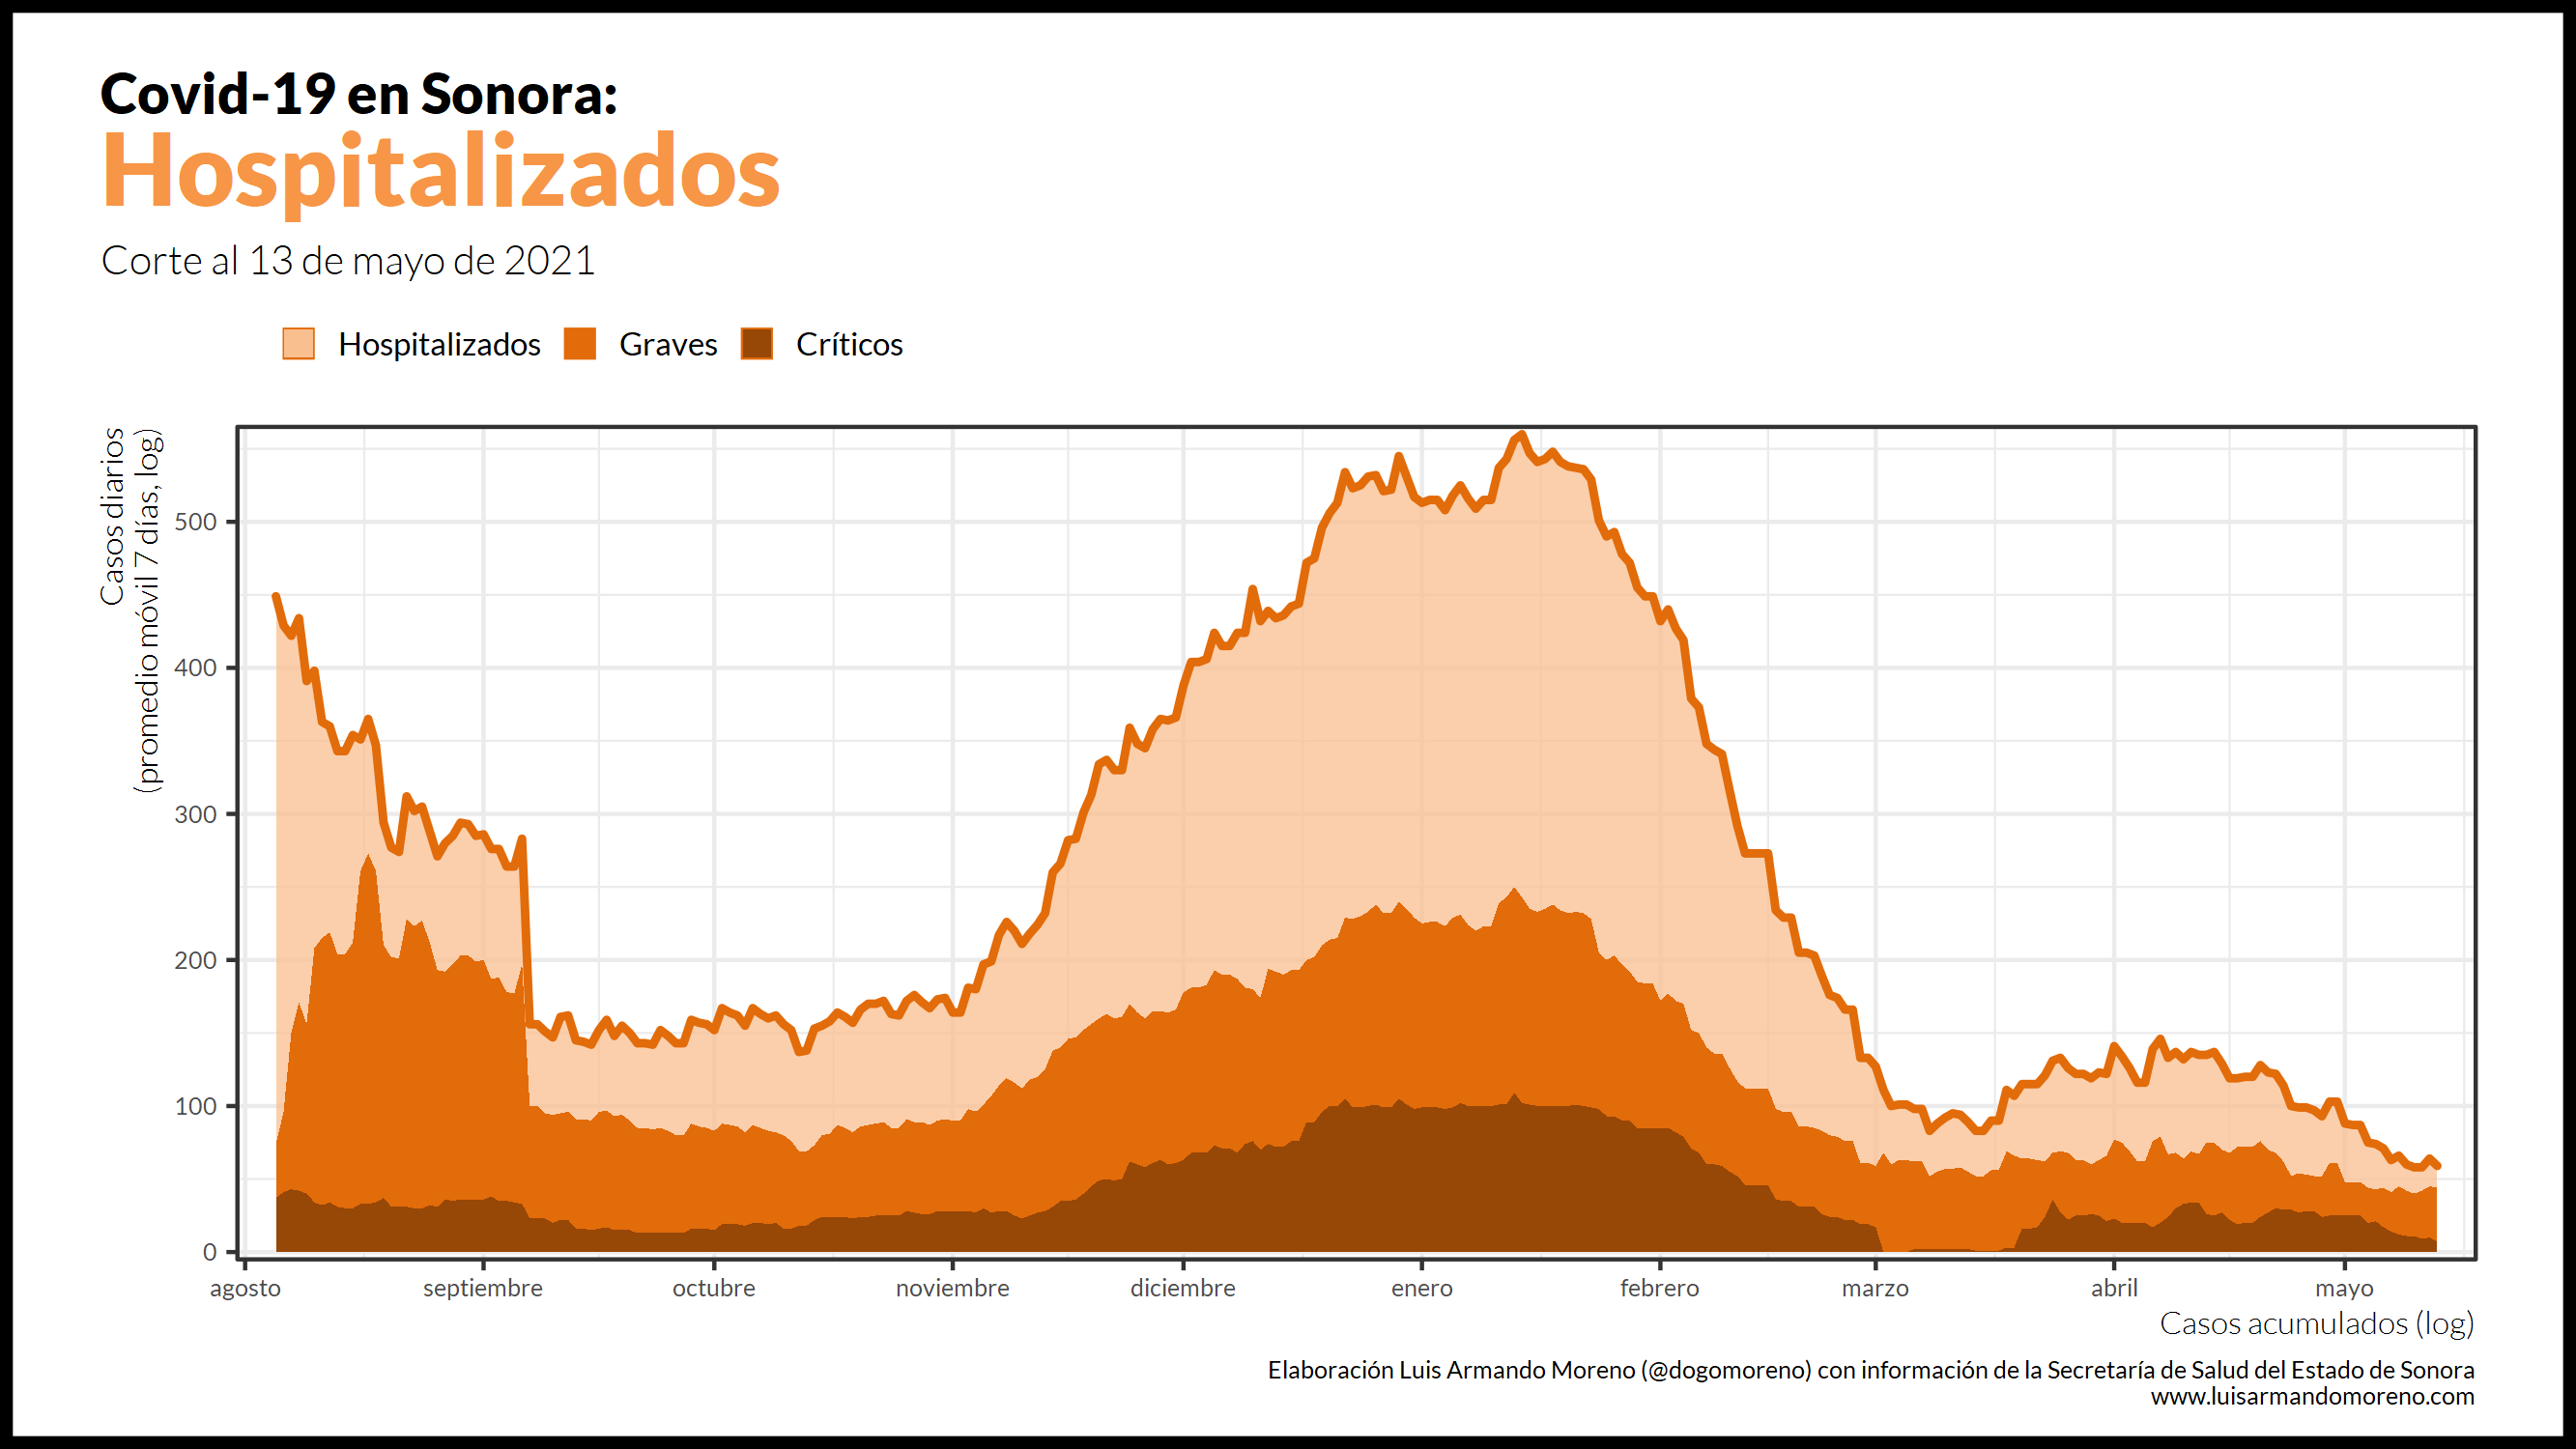 Covid-19 en Sonora:
Hospitalizados
Corte al 13 de mayo de 2021
Hospitalizados Graves Críticos
Casos diarios
(promedio móvil 7 días, log)
500
400
300
200
100
0
agosto septiembre octubre noviembre diciembre enero febrero marzo abril mayo
Casos acumulados (log)
Elaboración Luis Armando Moreno (@dogomoreno) con información de la Secretaría de Salud del Estado de Sonora
www.luisarmandomoreno.com